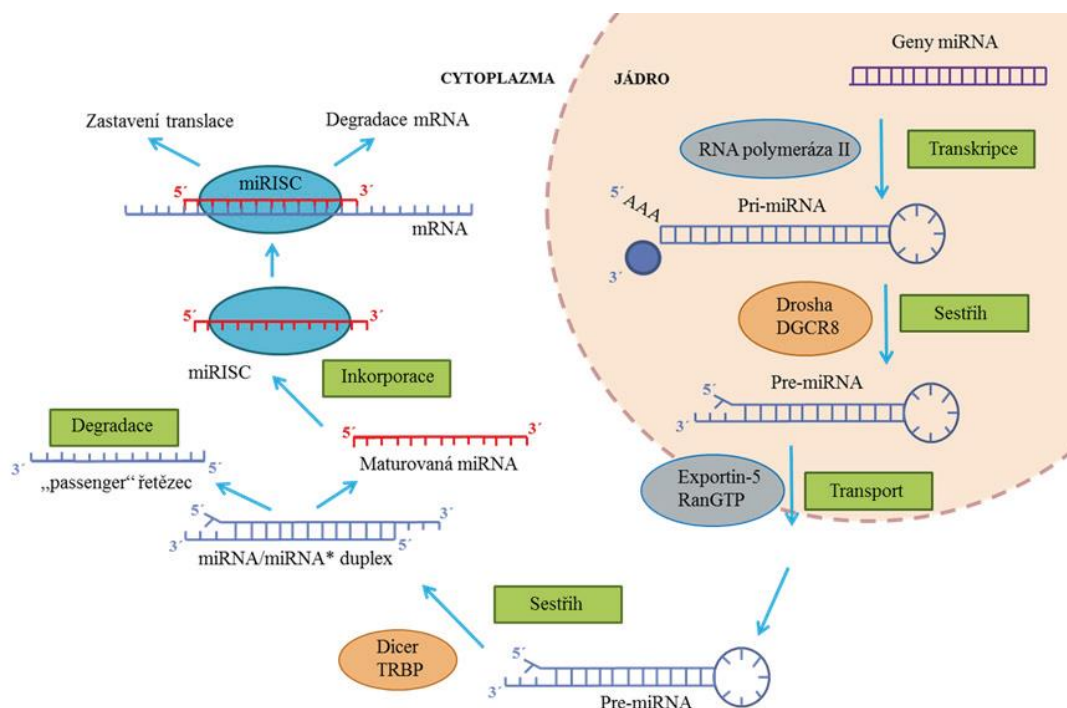 Geny miRNA
CYTOPLAZMA
JÁDRO
RNA polymeráza II
Transkripce
5´ AAA
Pri-miRNA
3´
Drosha
DGCR8
Sestřih
Pre-miRNA
5´
3´
Exportin-5
RanGTP
Transport
Sestřih
Dicer
TRBP
5´
3´
Pre-miRNA
5´
3´
3´
5´
miRNA/miRNA* duplex
Degradace
3´
5´
„passenger“ řetězec
5´
3´
Maturovaná miRNA
Inkorporace
5´
3´
miRISC
miRISC
5´
3´
mRNA
Zastavení translace
Degradace mRNA